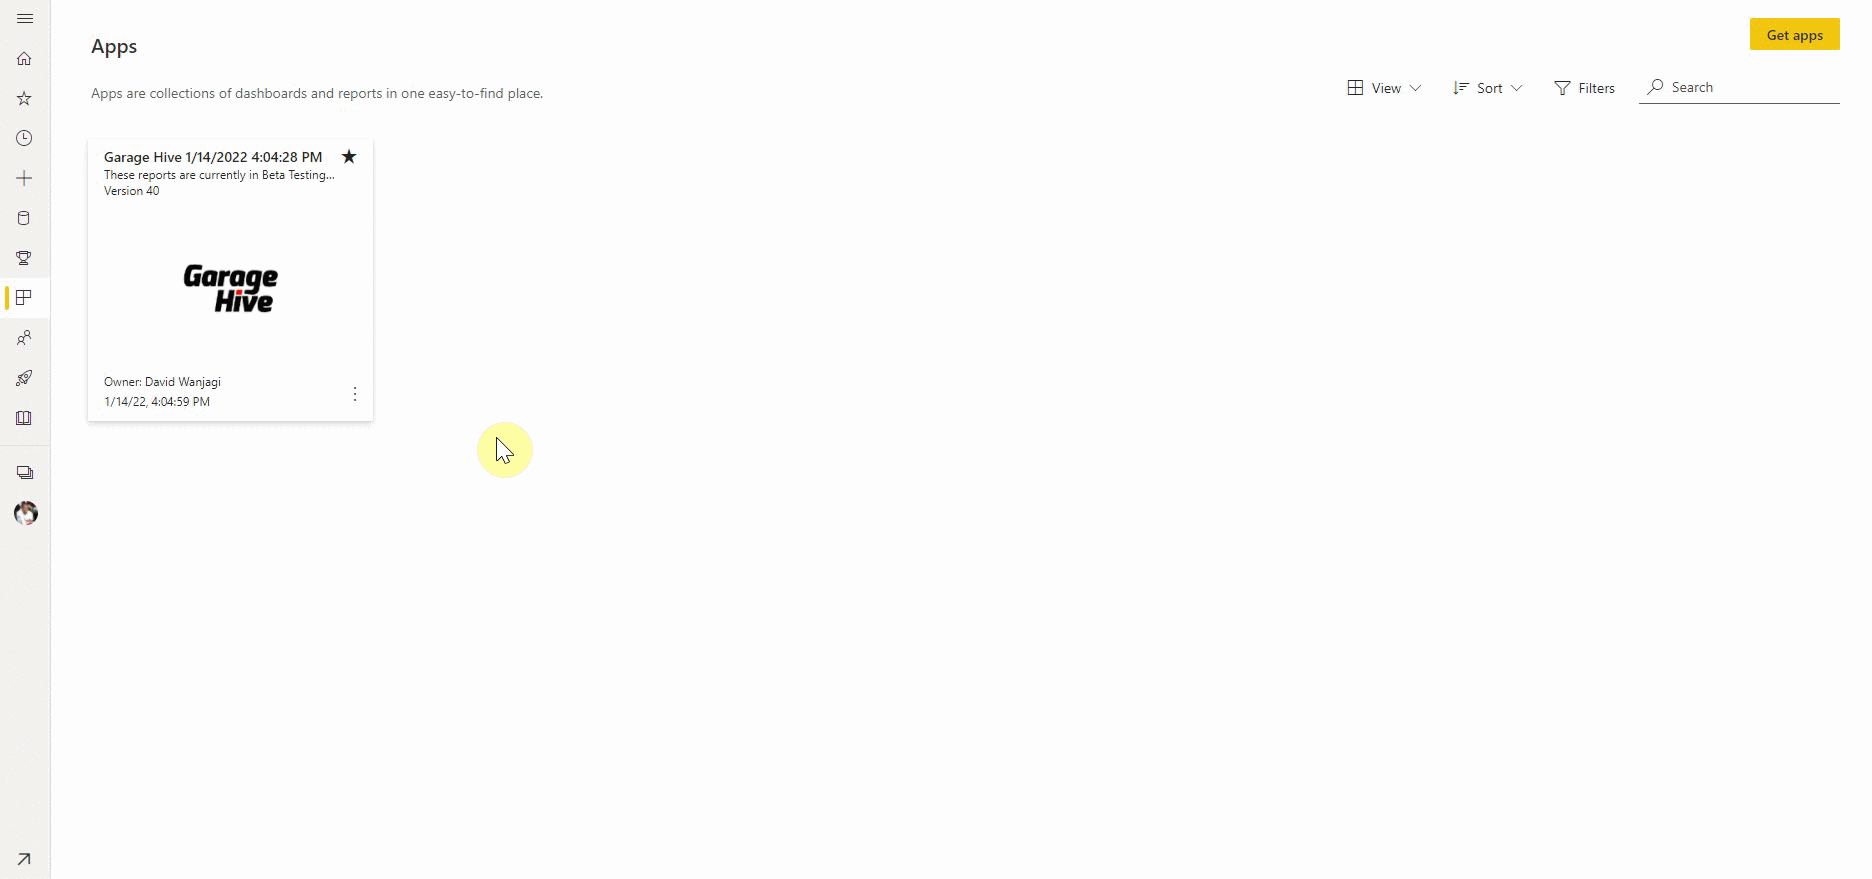 Get apps
Apps
Apps are collections of dashboards and reports in one easy-to-find place.
View
Sort
Filters
Search
Garage Hive 1/14/2022 4:04:28 PM
These reports are currently in Beta Testing...
Version 40
Garage
Hive
Owner: David Wanjagi
1/14/22, 4:04:59 PM